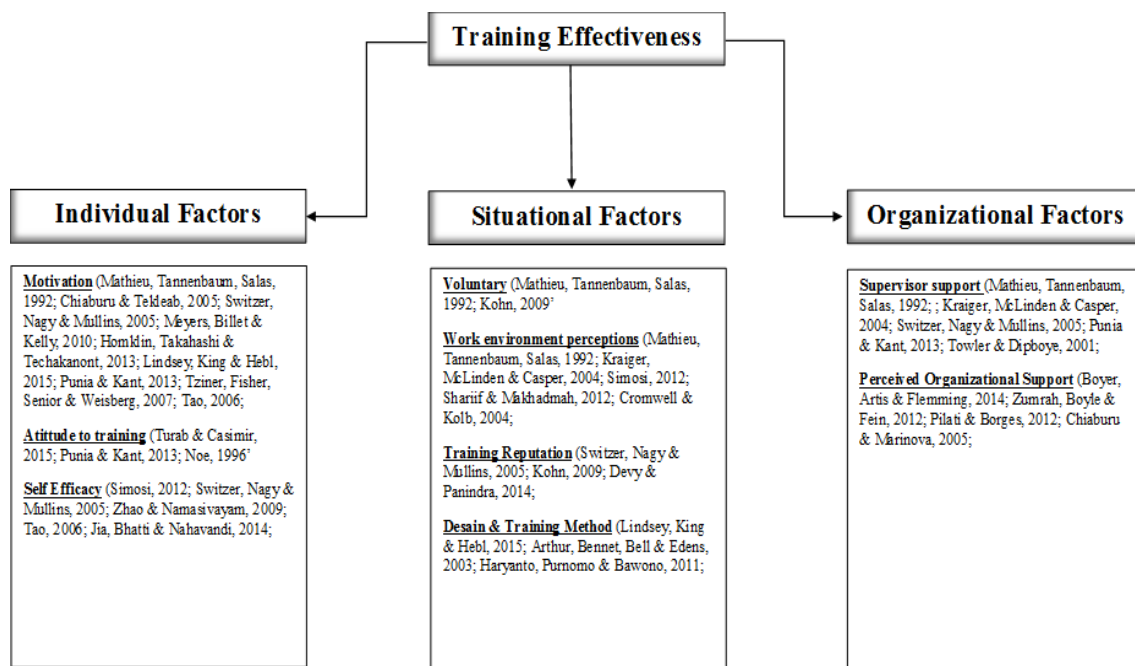 Training Effectiveness
Individual Factors
Situational Factors
Organizational Factors
Motivation (Mathieu, Tannenbaum, Salas,
1992; Chiaburu & Tekleab, 2005; Switzer,
Nagy & Mullins, 2005; Meyers, Billet &
Kelly, 2010; Homklin, Takahashi &
Techakanont, 2013; Lindsey, King & Hebl,
2015; Punia & Kant, 2013; Tziner, Fisher,
Senior & Weisberg, 2007; Tao, 2006;
Atittude to training (Turab & Casimir,
2015; Punia & Kant, 2013; Noe, 1996’
Self Efficacy (Simosi, 2012; Switzer, Nagy &
Mullins, 2005; Zhao & Namasivayam, 2009;
Tao, 2006; Jia, Bhatti & Nahavandi, 2014;
Voluntary (Mathieu, Tannenbaum, Salas,
1992; Kohn, 2009’
Work environment perceptions (Mathieu,
Tannenbaum, Salas, 1992; Kraiger,
McLinden & Casper, 2004; Simosi, 2012;
Shariif & Makhadmah, 2012; Cromwell &
Kolb, 2004;
Training Reputation (Switzer, Nagy &
Mullins, 2005; Kohn, 2009; Devy &
Panindra, 2014;
Desain & Training Method (Lindsey, King
& Hebl, 2015; Arthur, Bennet, Bell & Edens,
2003; Haryanto, Purnomo & Bawono, 2011;
Supervisor support (Mathieu, Tannenbaum,
Salas, 1992; ; Kraiger, McLinden & Casper,
2004; Switzer, Nagy & Mullins, 2005; Punia
& Kant, 2013; Towler & Dipboye, 2001;
Perceived Organizational Support (Boyer,
Artis & Flemming, 2014; Zumrah, Boyle &
Fein, 2012; Pilati & Borges, 2012; Chiaburu
& Marinova, 2005;